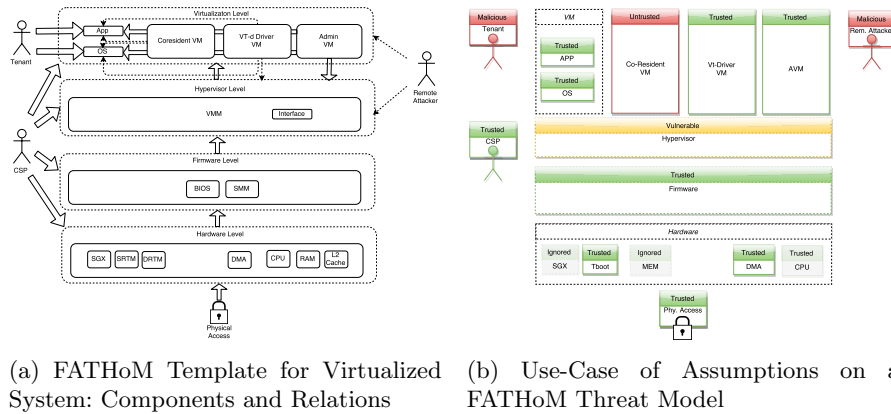 Virtualizaton Level
App
OS
Coresident VM
VT-d Driver
VM
Admin
VM
Tenant
Hypervisor Level
VMM
Interface
Remote
Attacker
CSP
Firmware Level
BIOS
SMM
Hardware Level
SGX
SRTM
DRTM
DMA
CPU
RAM
L2
Cache
Physical
Access
(a) FATHoM Template for Virtualized
System: Components and Relations
Malicious
Tenant
VM
Trusted
APP
Trusted
OS
Untrusted
Co-Resident
VM
Trusted
Vt-Driver
VM
Trusted
AVM
Malicious
Rem. Attacke
Trusted
CSP
Vulnerable
Hypervisor
Trusted
Firmware
Hardware
Ignored
SGX
Trusted
Tboot
Ignored
MEM
Trusted
DMA
Trusted
CPU
Trusted
Phy. Access
(b) Use-Case of Assumptions on a
FATHoM Threat Model